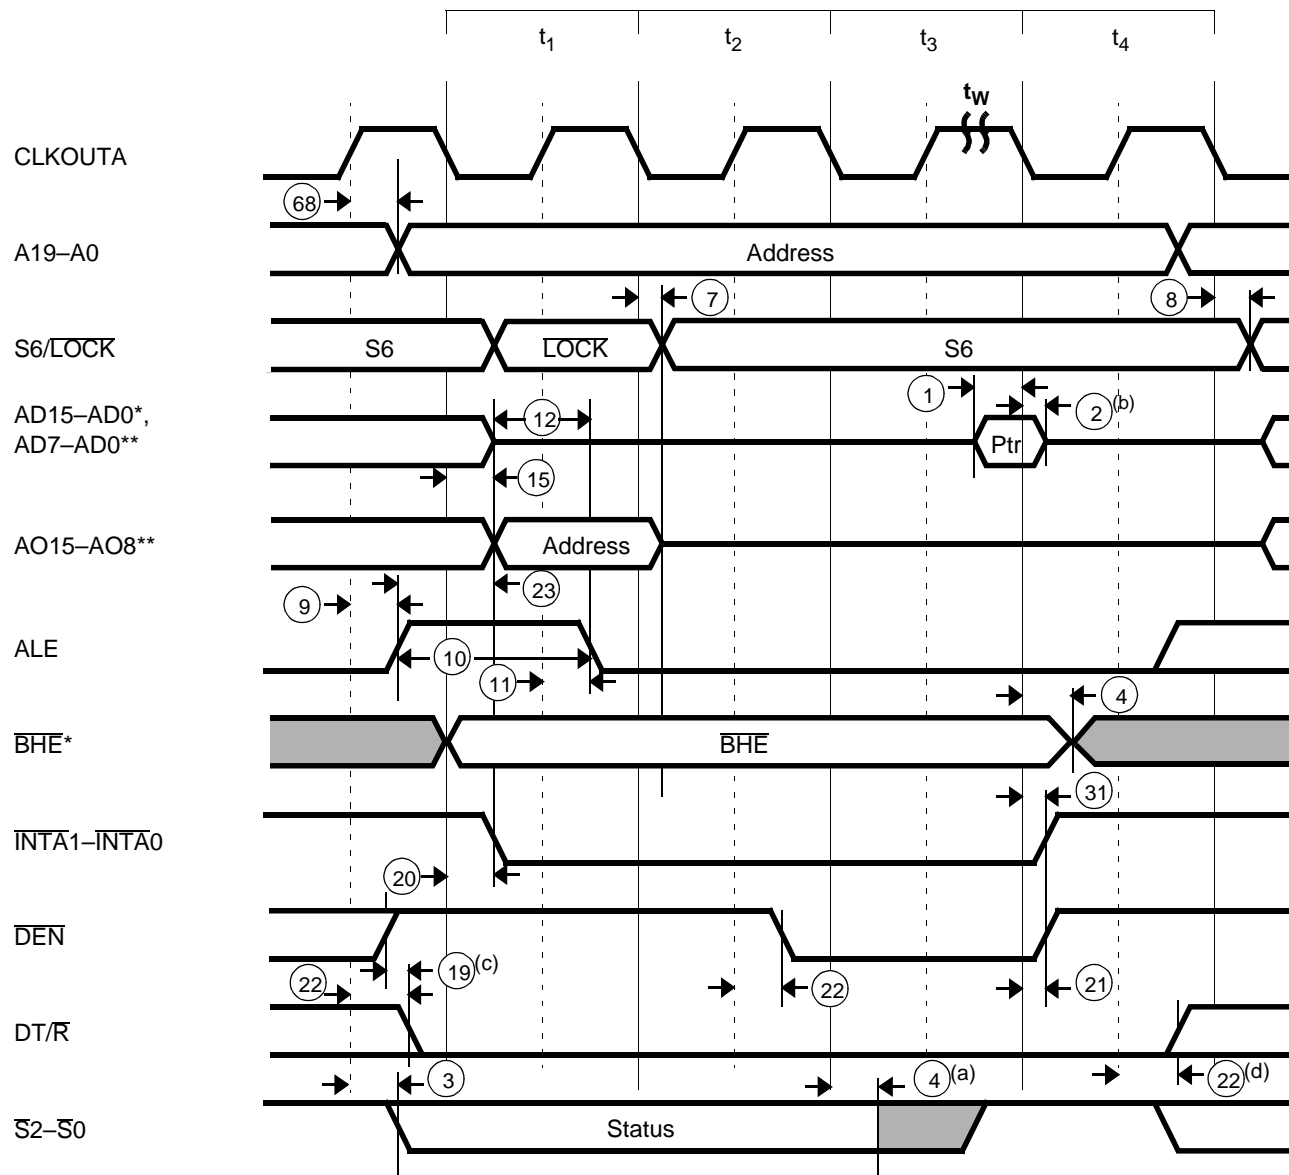 t1 t2 t3 t4
tW
CLKOUTA
68
A19–A0 Address
7 8
S6/LOCK S6 LOCK S6
1 2(b)
AD15–AD0*, 12
AD7–AD0** Ptr
15
AO15–AO8** Address
23
9
ALE
10
11 4
BHE* BHE
31
INTA1–INTA0
20
DEN
22 19(c) 22 21
DT/R
3 4(a) 22(d)
S2–S0 Status